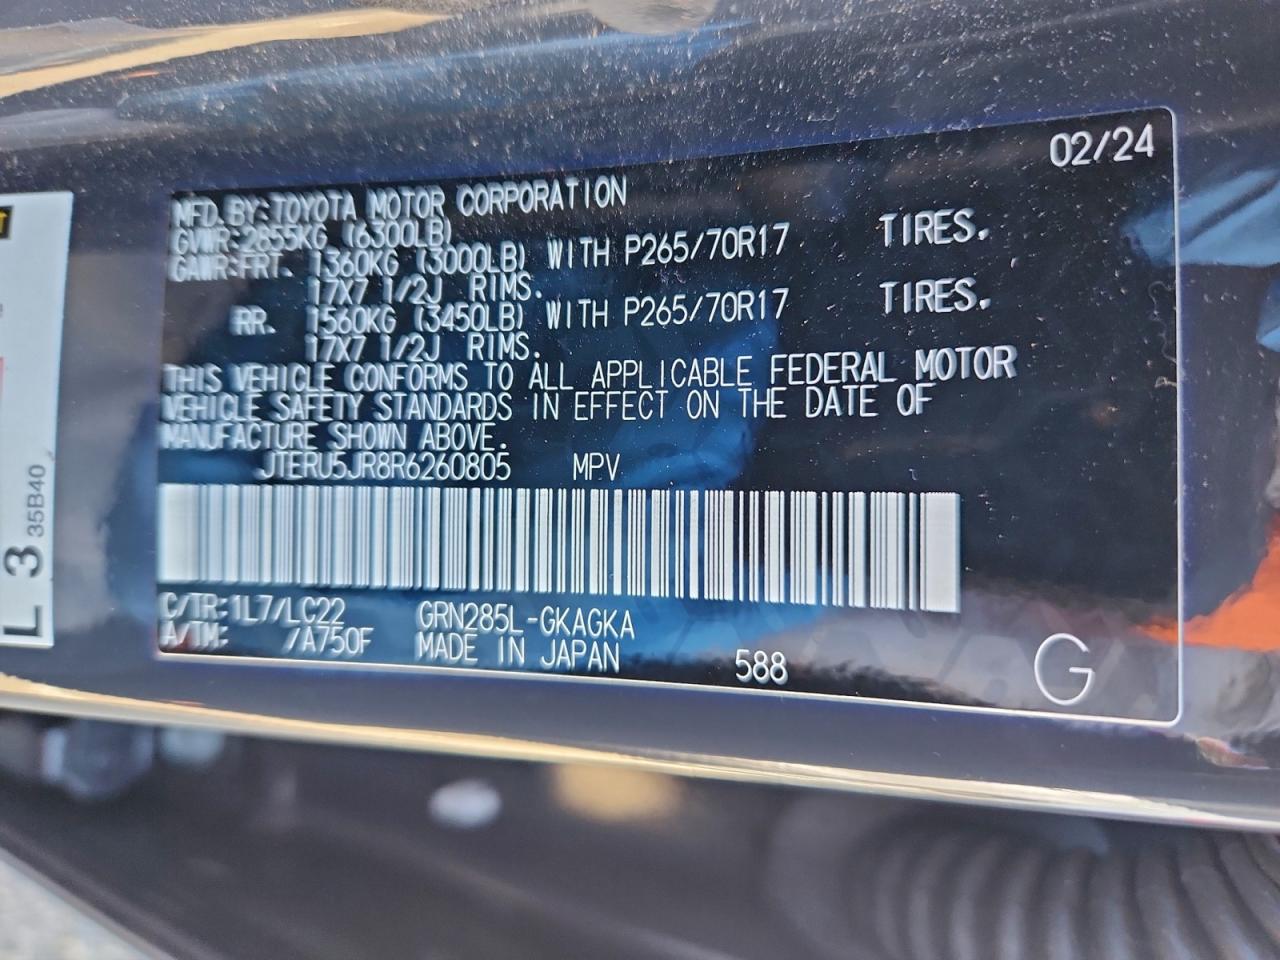 02/24
MFD. BY: TOYOTA MOTOR CORPORATION
GVWR:2855KG (6300LB)
GAWR:FRT. 1360KG (3000LB) WITH P265/70R17 TIRES.
17X7 1/2J RIMS.
RR. 1560KG (3450LB) WITH P265/70R17 TIRES.
17X7 1/2J RIMS.
THIS VEHICLE CONFORMS TO ALL APPLICABLE FEDERAL MOTOR
VEHICLE SAFETY STANDARDS IN EFFECT ON THE DATE OF
MANUFACTURE SHOWN ABOVE.
JTERU5JR8R6260805 MPV
C/TR:1L7/LC22 GRN285L-GKAGKA
A/TM: /A750F MADE IN JAPAN 588 G
L 3 35B40